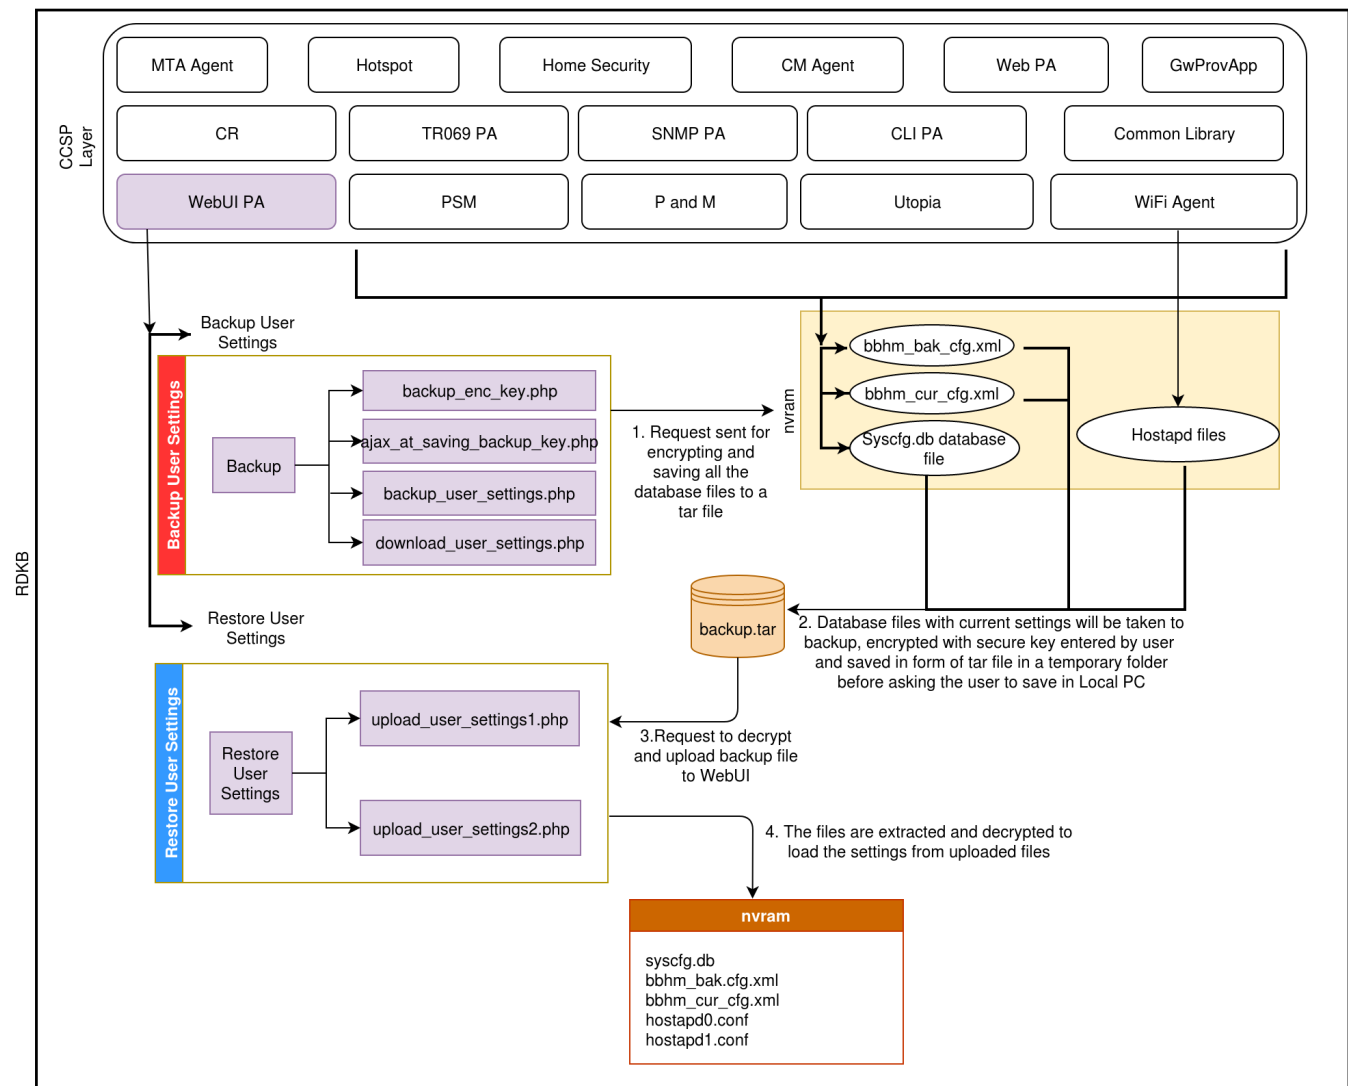 MTA Agent
Hotspot
Home Security
CM Agent
Web PA
GwProvApp
CCSP
Layer
CR
TR069 PA
SNMP PA
CLI PA
Common Library
WebUI PA
PSM
P and M
Utopia
WiFi Agent
Backup User
Settings
Backup User Settings
Backup
backup_enc_key.php
ajax_at_saving_backup_key.php
backup_user_settings.php
download_user_settings.php
1. Request sent for
encrypting and
saving all the
database files to a
tar file
nvram
bbhm_bak_cfg.xml
bbhm_cur_cfg.xml
Syscfg.db database
file
Hostapd files
RDKB
Restore User
Settings
backup.tar
2. Database files with current settings will be taken to
backup, encrypted with secure key entered by user
and saved in form of tar file in a temporary folder
before asking the user to save in Local PC
Restore User Settings
Restore
User
Settings
upload_user_settings1.php
upload_user_settings2.php
3.Request to decrypt
and upload backup file
to WebUI
4. The files are extracted and decrypted to
load the settings from uploaded files
nvram
syscfg.db
bbhm_bak.cfg.xml
bbhm_cur_cfg.xml
hostapd0.conf
hostapd1.conf